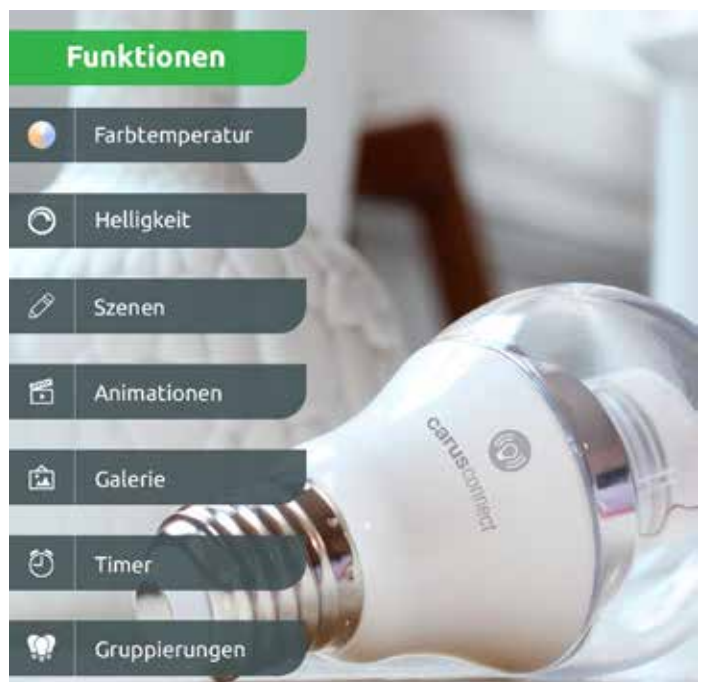 Funktionen
Farbtemperatur
Helligkeit
Szenen
Animationen
Galerie
Timer
Gruppierungen
carusconnect